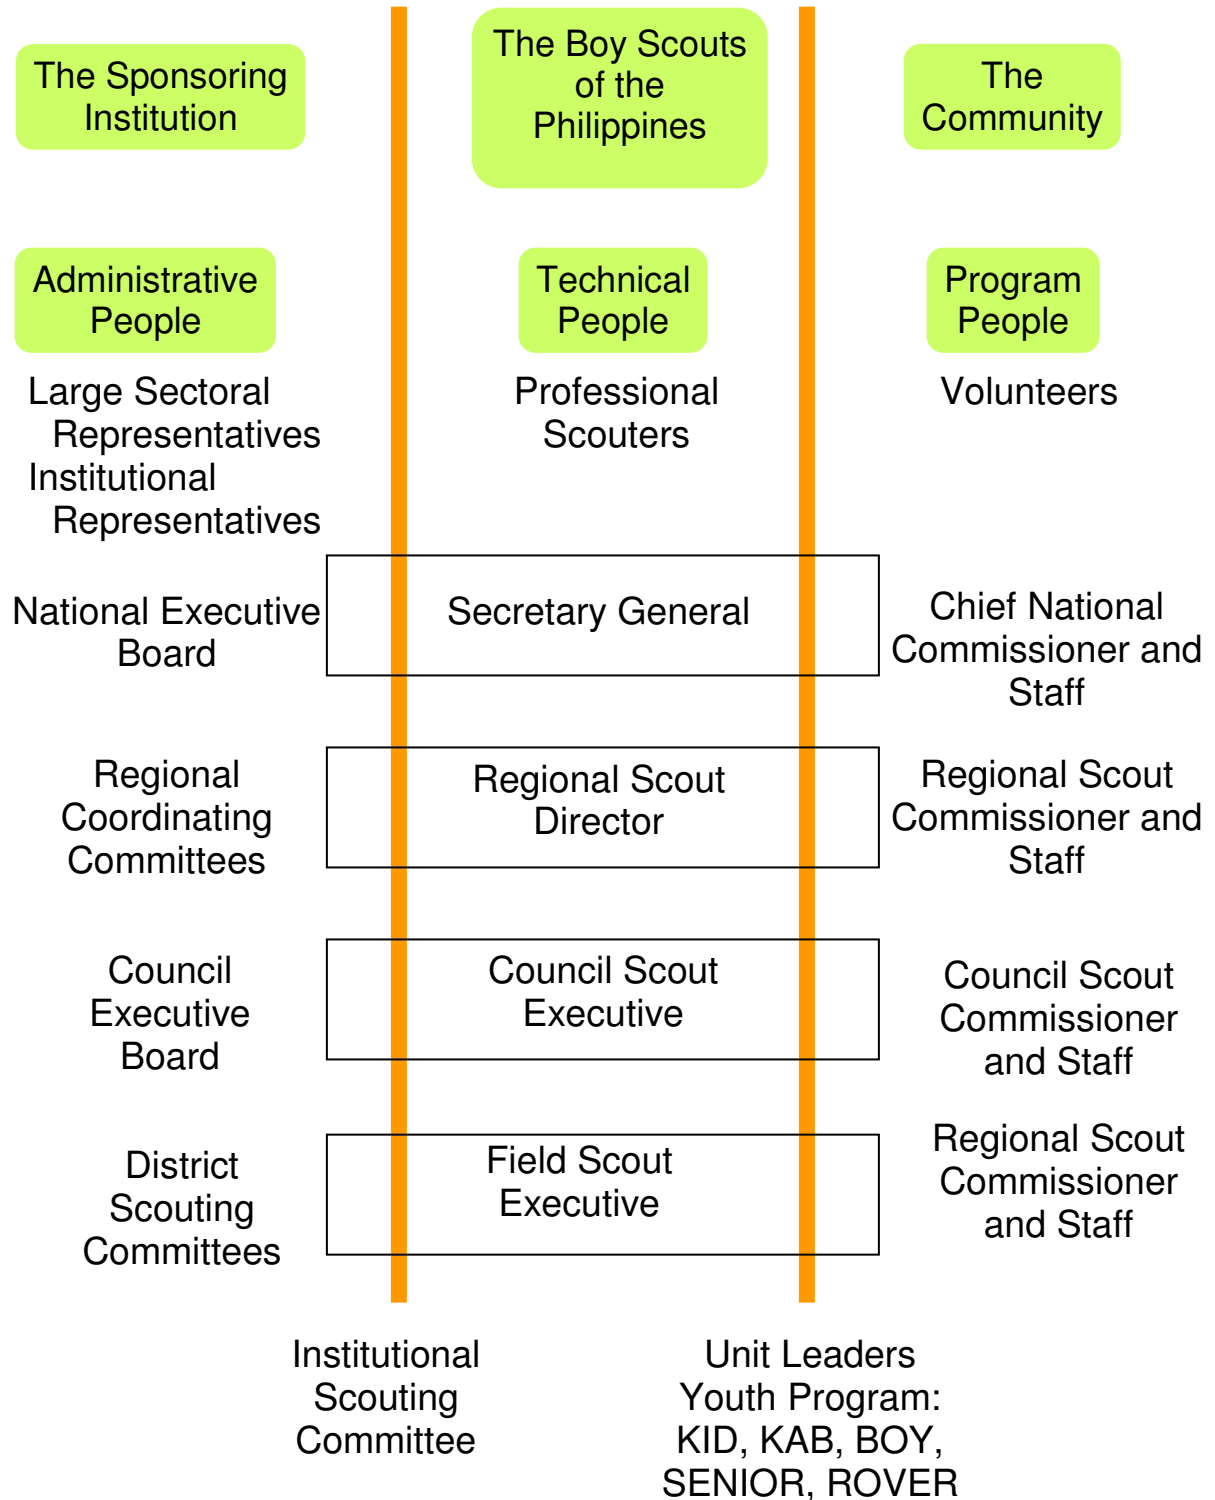 The Sponsoring
Institution
The Boy Scouts
of the
Philippines
The
Community
Administrative
People
Technical
People
Program
People
Large Sectoral
Representatives
Institutional
Representatives
Professional
Scouters
Volunteers
National Executive
Board
Secretary General
Chief National
Commissioner and
Staff
Regional
Coordinating
Committees
Regional Scout
Director
Regional Scout
Commissioner and
Staff
Council
Executive
Board
Council Scout
Executive
Council Scout
Commissioner
and Staff
District
Scouting
Committees
Field Scout
Executive
Regional Scout
Commissioner
and Staff
Institutional
Scouting
Committee
Unit Leaders
Youth Program:
KID, KAB, BOY,
SENIOR, ROVER